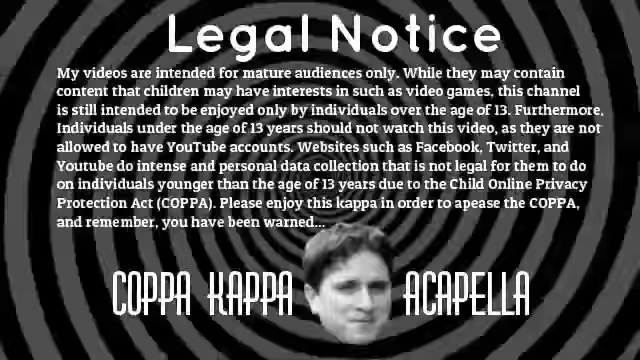 Legal Notice
My videos are intended for mature audiences only. While they may contain
content that children may have interests in such as video games, this channel
is still intended to be enjoyed only by individuals over the age of 13. Furthermore,
Individuals under the age of 13 years should not watch this video, as they are not
allowed to have YouTube accounts. Websites such as Facebook, Twitter, and
Youtube do intense and personal data collection that is not legal for them to do
on individuals younger than the age of 13 years due to the Child Online Privacy
Protection Act (COPPA). Please enjoy this kappa in order to apease the COPPA,
and remember, you have been warned...
COPPA KAPPA ACAPELLA